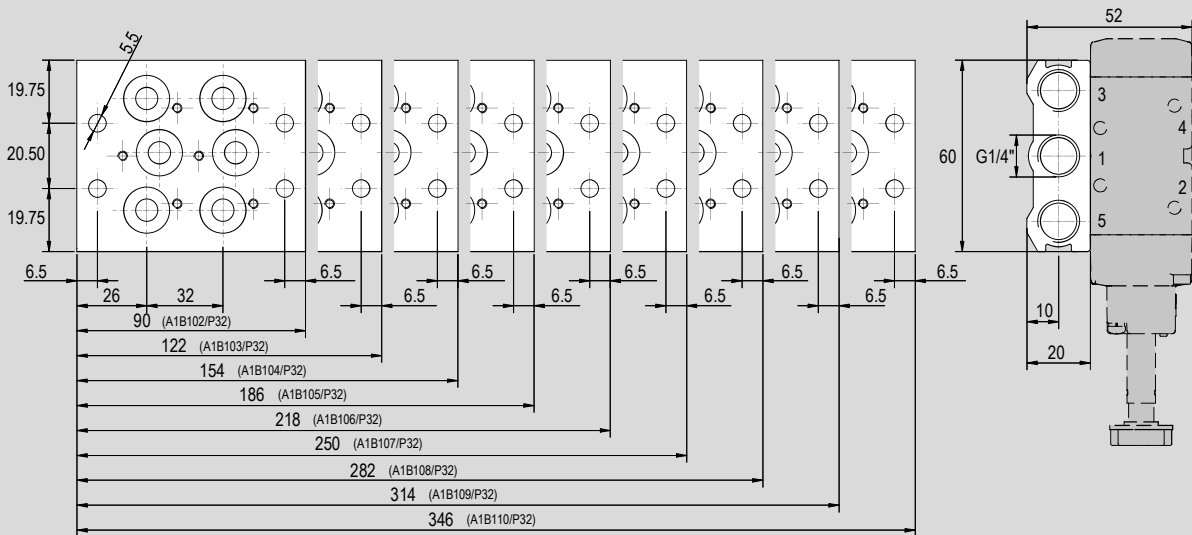 5.5
19.75
20.50
19.75
6.5
26
32
6.5
6.5
6.5
6.5
6.5
6.5
6.5
6.5
6.5
90 (A1B102/P32)
122 (A1B103/P32)
154 (A1B104/P32)
186 (A1B105/P32)
218 (A1B106/P32)
250 (A1B107/P32)
282 (A1B108/P32)
314 (A1B109/P32)
346 (A1B110/P32)
52
60
G1/4"
3
4
1
2
5
10
20